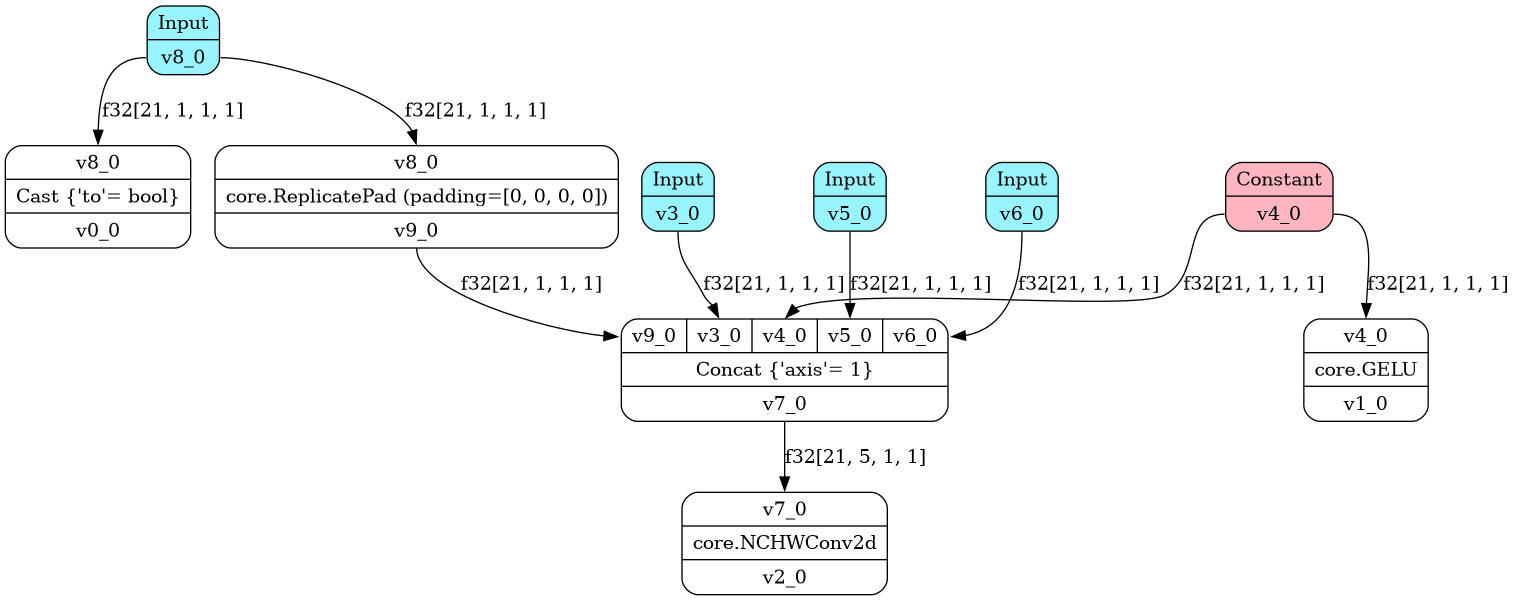 Input
v8_0
f32[21, 1, 1, 1]
f32[21, 1, 1, 1]
v8_0
Cast {'to'= bool}
v0_0
v8_0
core.ReplicatePad (padding=[0, 0, 0, 0])
v9_0
Input
v3_0
Input
v5_0
Input
v6_0
Constant
v4_0
f32[21, 1, 1, 1]
f32[21, 1, 1, 1]
f32[21, 1, 1, 1]
f32[21, 1, 1, 1]
f32[21, 1, 1, 1]
f32[21, 1, 1, 1]
v9_0
v3_0
v4_0
v5_0
v6_0
Concat {'axis'= 1}
v7_0
v4_0
core.GELU
v1_0
f32[21, 5, 1, 1]
v7_0
core.NCHWConv2d
v2_0